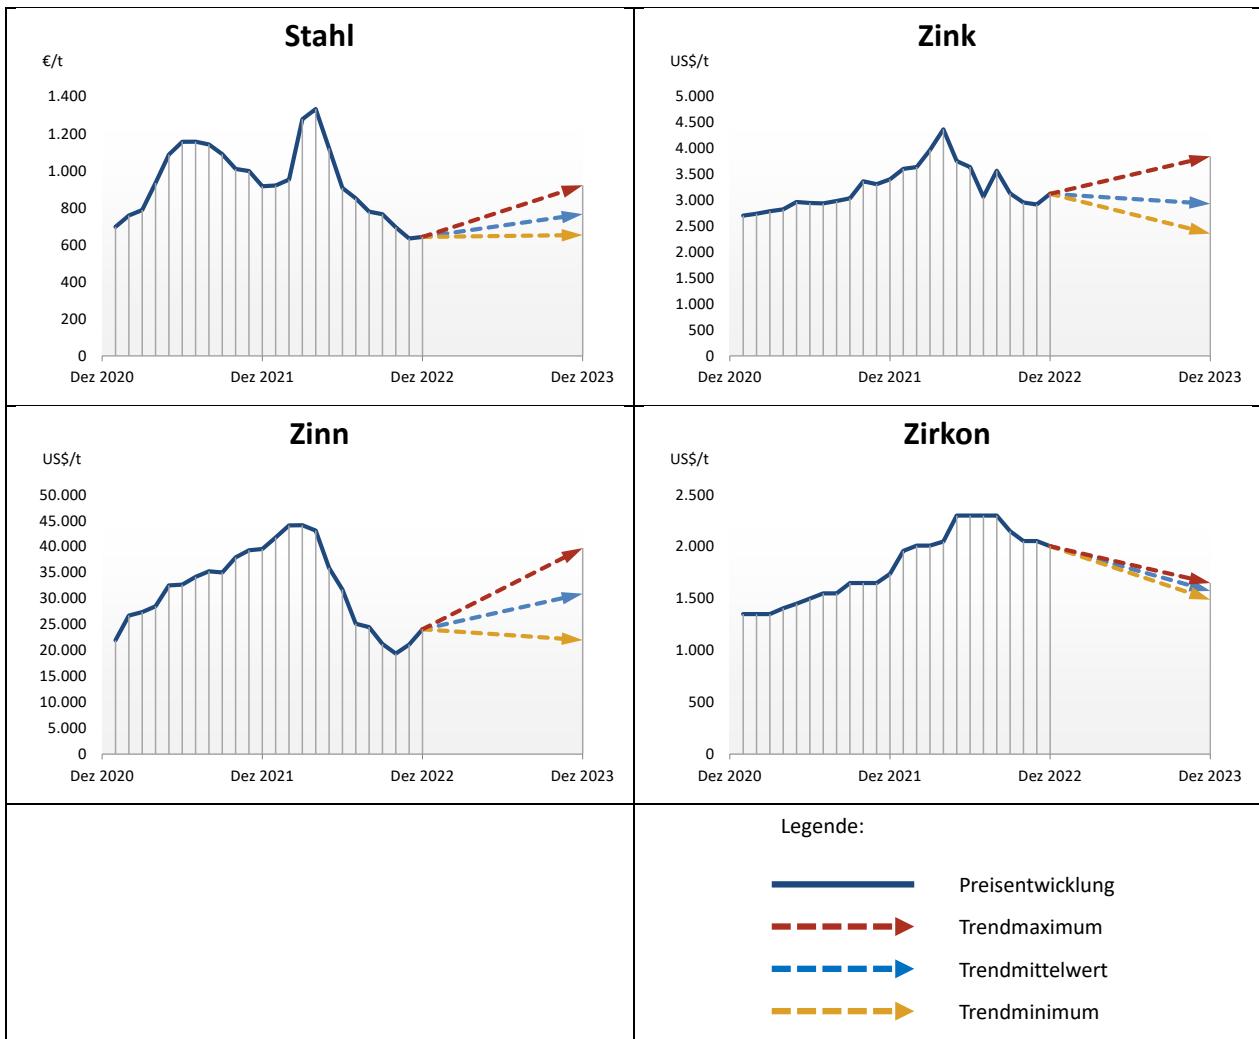 Stahl
€/t
1.400
1.200
1.000
800
600
400
200
0
Dez 2020 Dez 2021 Dez 2022 Dez 2023
Zink
US$/t
5.000
4.500
4.000
3.500
3.000
2.500
2.000
1.500
1.000
500
0
Dez 2020 Dez 2021 Dez 2022 Dez 2023
Zinn
US$/t
50.000
45.000
40.000
35.000
30.000
25.000
20.000
15.000
10.000
5.000
0
Dez 2020 Dez 2021 Dez 2022 Dez 2023
Zirkon
US$/t
2.500
2.000
1.500
1.000
500
0
Dez 2020 Dez 2021 Dez 2022 Dez 2023
Legende:
Preisentwicklung
Trendmaximum
Trendmittelwert
Trendminimum